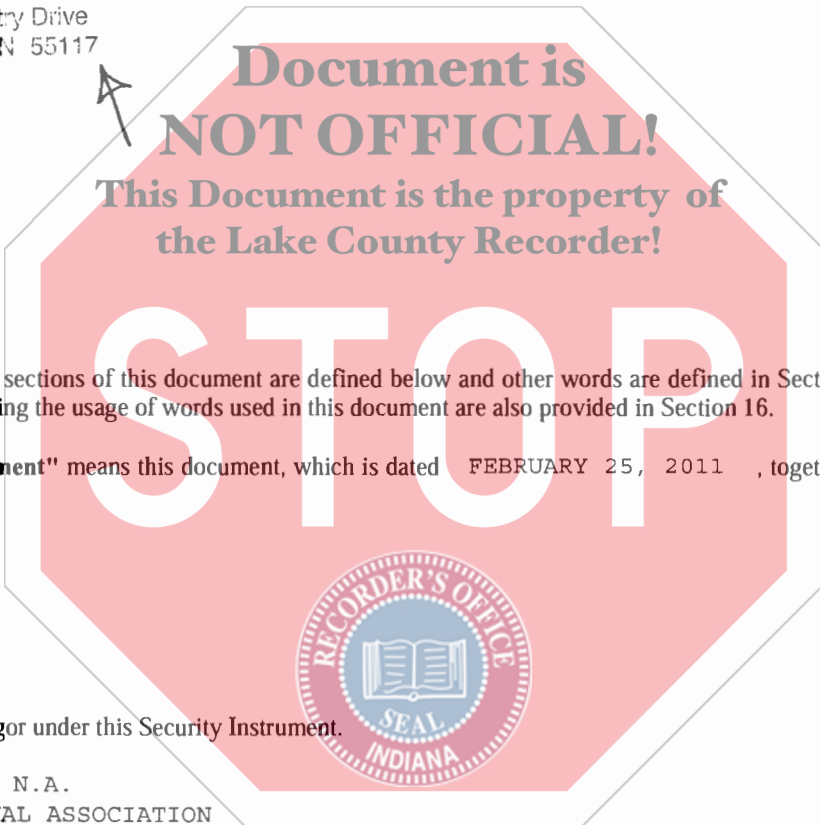 try Drive
N 55117
Document is
NOT OFFICIAL!
This Document is the property of
the Lake County Recorder!
STOP
sections of this document are defined below and other words are defined in Sect
ing the usage of words used in this document are also provided in Section 16.
nent" means this document, which is dated FEBRUARY 25, 2011 , toget
RECORDER'S OFFICE
SEAL
INDIANA
gor under this Security Instrument.
N.A.
AL ASSOCIATION